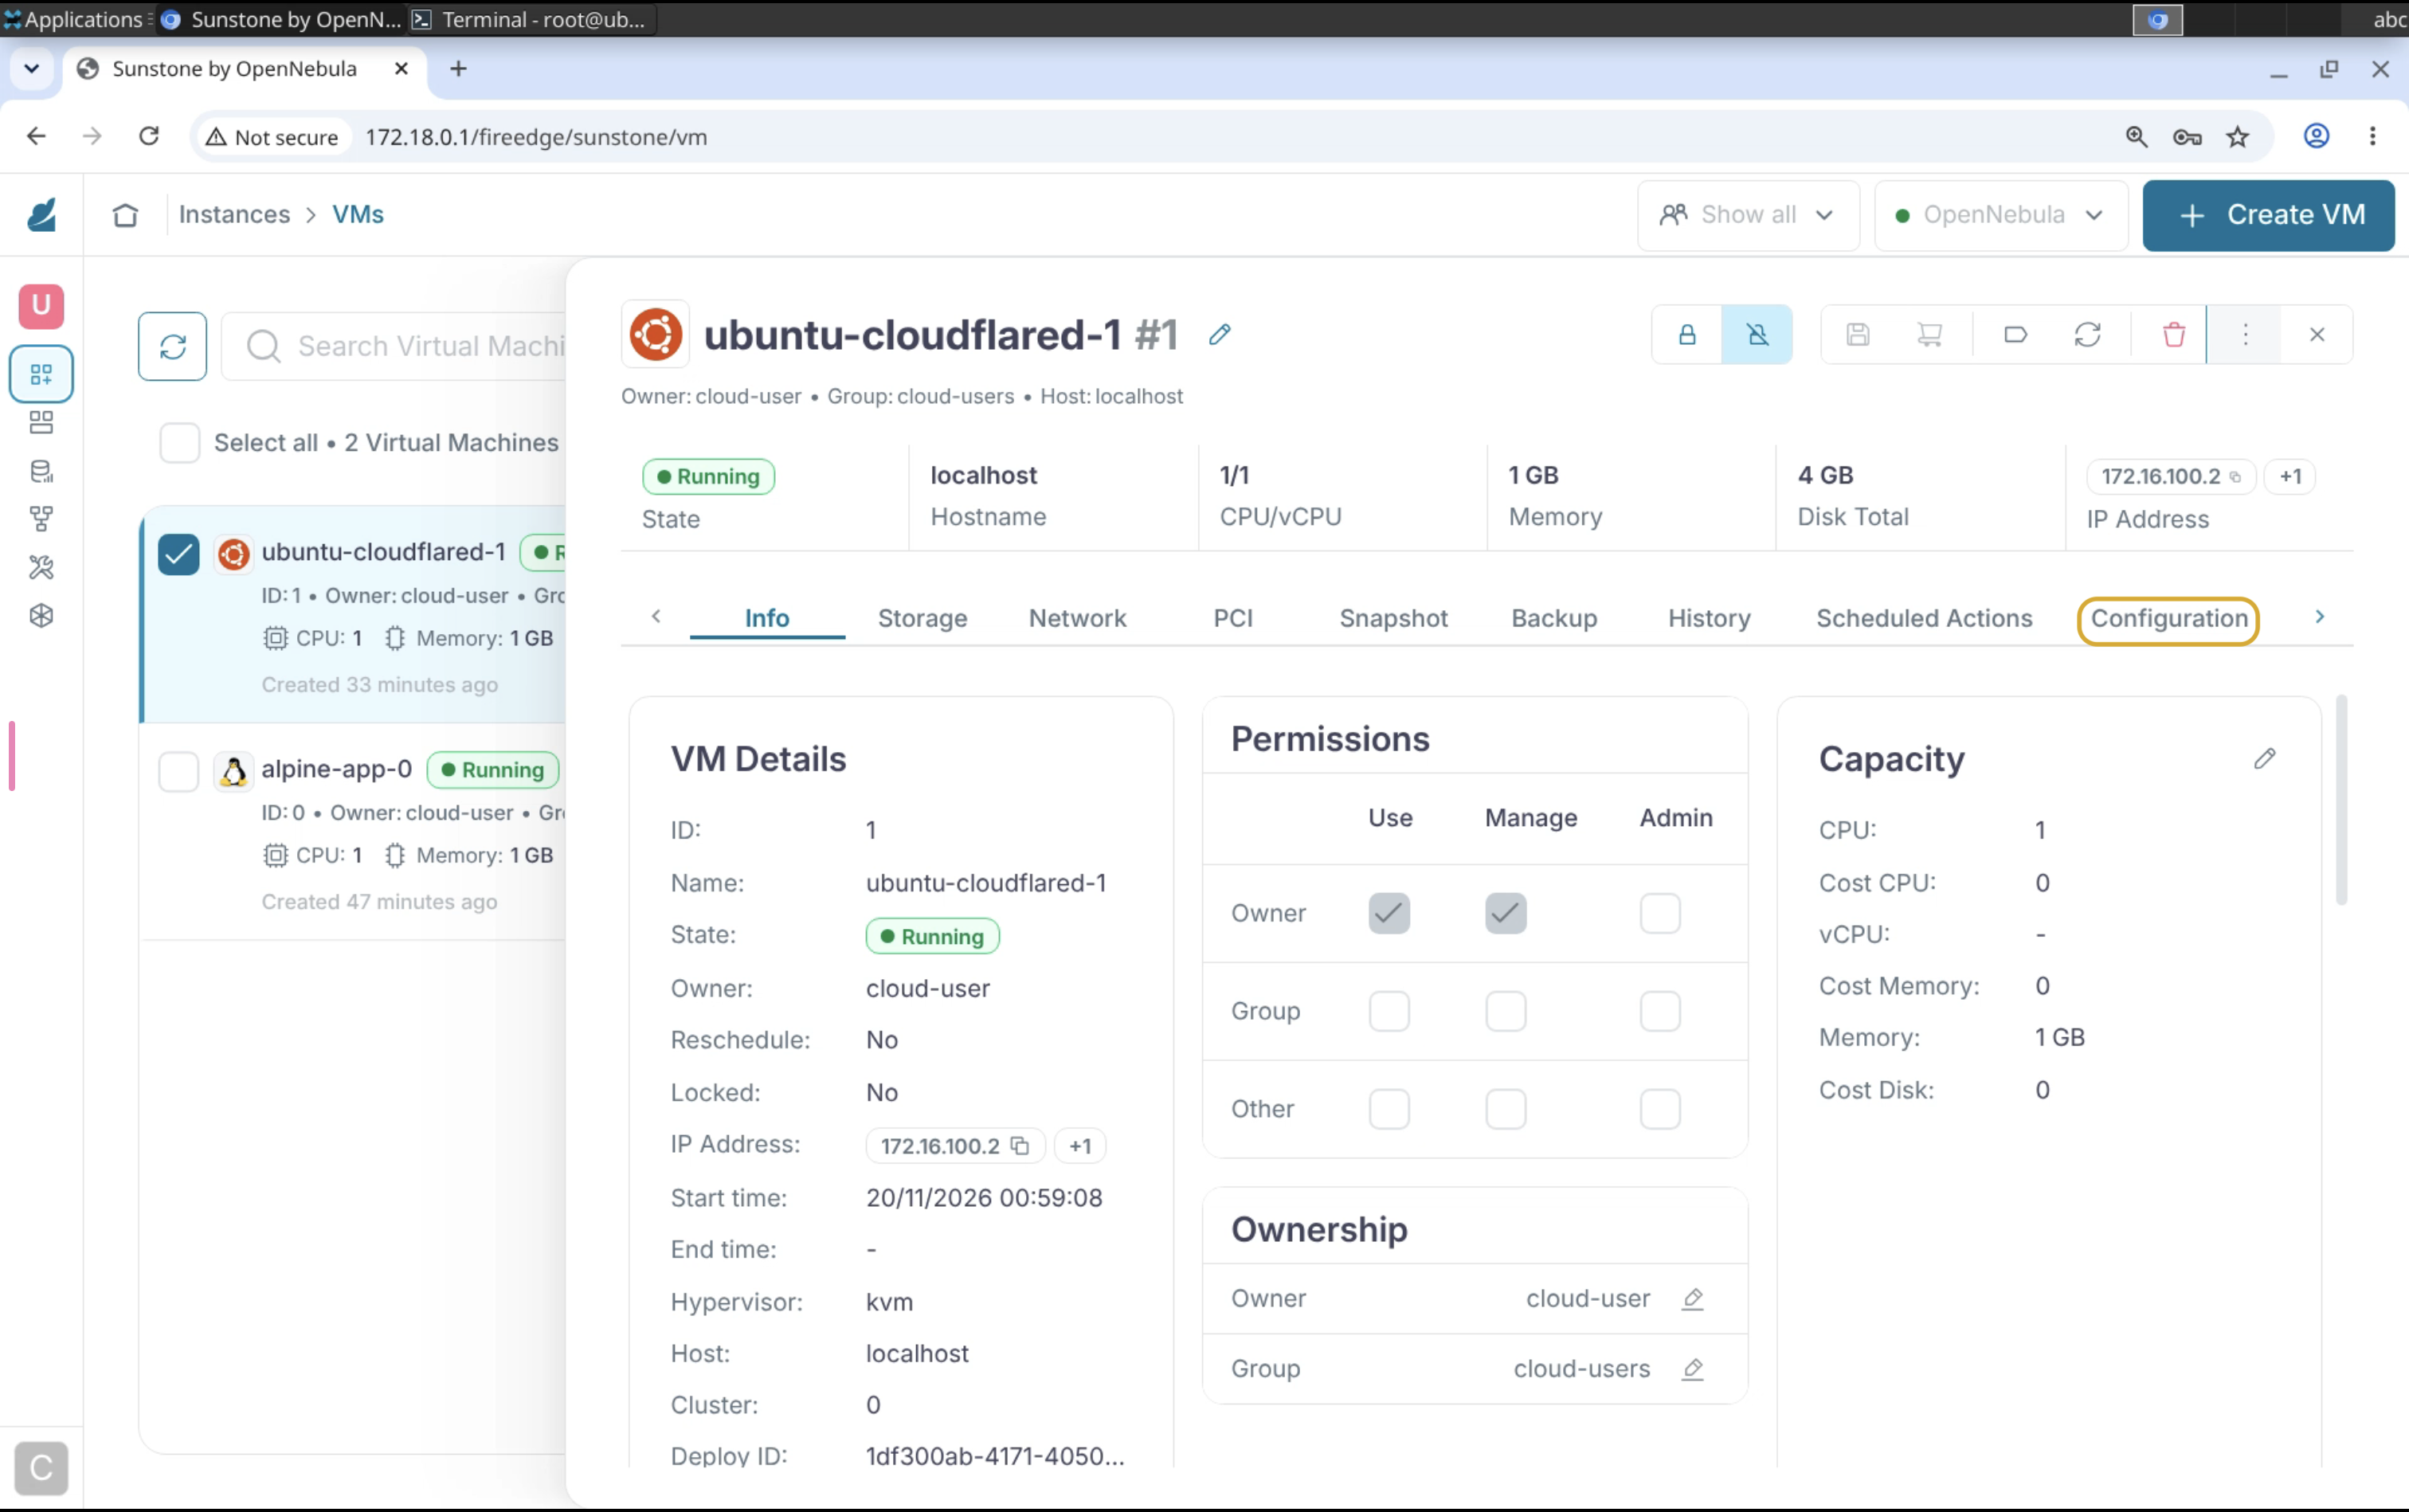 Applications
Sunstone by OpenN...
Terminal - root@ub...
abc
Sunstone by OpenNebula
Not secure
172.18.0.1/fireedge/sunstone/vm
Instances > VMs
Show all
OpenNebula
+ Create VM
U
Search Virtual Machi
Select all • 2 Virtual Machines
ubuntu-cloudflared-1
ID: 1 • Owner: cloud-user •
CPU: 1 Memory: 1 GB
Created 33 minutes ago
alpine-app-0 Running
ID: 0 • Owner: cloud-user •
CPU: 1 Memory: 1 GB
Created 47 minutes ago
C
ubuntu-cloudflared-1 #1
Owner: cloud-user • Group: cloud-users • Host: localhost
Running
State
localhost
Hostname
1/1
CPU/vCPU
1 GB
Memory
4 GB
Disk Total
172.16.100.2 +1
IP Address
Info Storage Network PCI Snapshot Backup History Scheduled Actions Configuration
VM Details
ID: 1
Name: ubuntu-cloudflared-1
State: Running
Owner: cloud-user
Reschedule: No
Locked: No
IP Address: 172.16.100.2 +1
Start time: 20/11/2026 00:59:08
End time: -
Hypervisor: kvm
Host: localhost
Cluster: 0
Deploy ID: 1df300ab-4171-4050...
Permissions
Use Manage Admin
Owner
Group
Other
Ownership
Owner cloud-user
Group cloud-users
Capacity
CPU: 1
Cost CPU: 0
vCPU: -
Cost Memory: 0
Memory: 1 GB
Cost Disk: 0